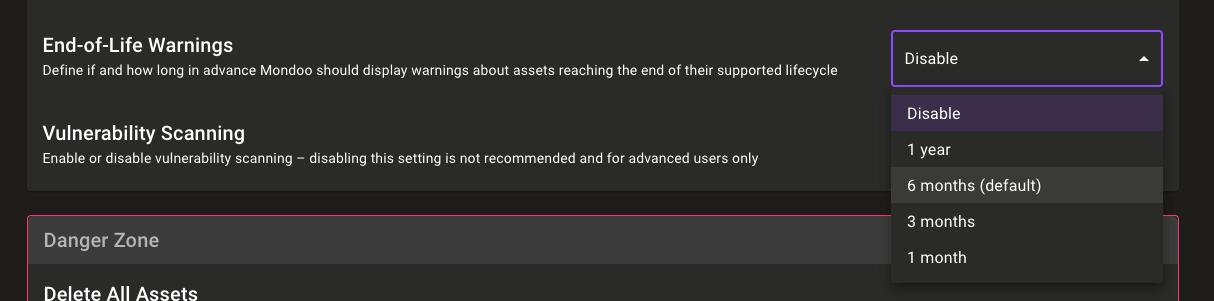 End-of-Life Warnings
Define if and how long in advance Mondoo should display warnings about assets reaching the end of their supported lifecycle
Disable
Disable
1 year
6 months (default)
3 months
1 month
Vulnerability Scanning
Enable or disable vulnerability scanning – disabling this setting is not recommended and for advanced users only
Danger Zone
Delete All Assets